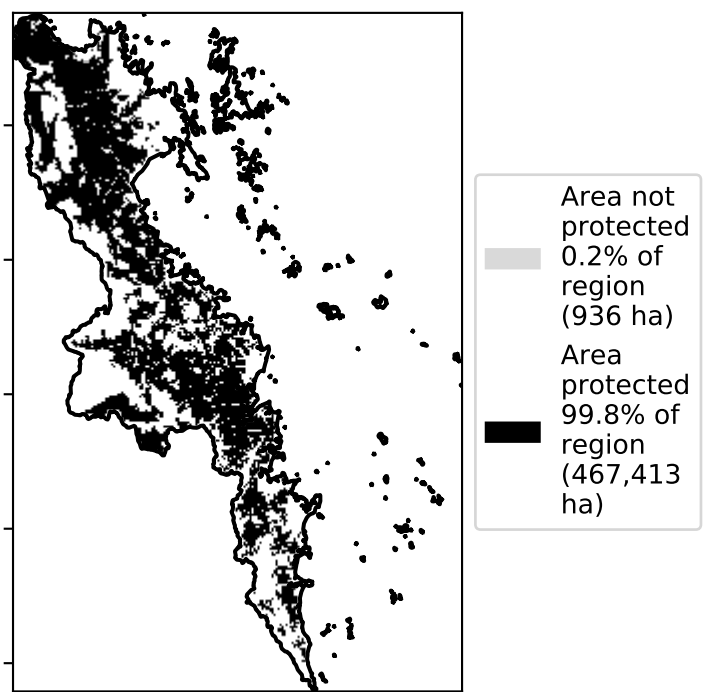 Area not
protected
0.2% of
region
(936 ha)
Area
protected
99.8% of
region
(467,413
ha)